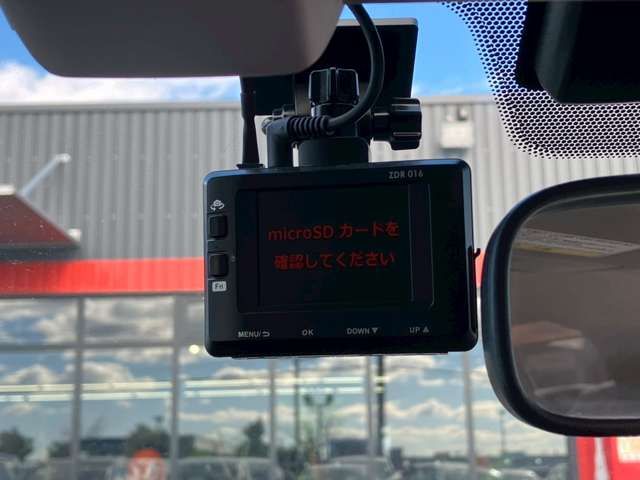 ZDR 016
microSD カードを
確認してください
Fn
MENU/⮌ OK DOWN ▼ UP ▲